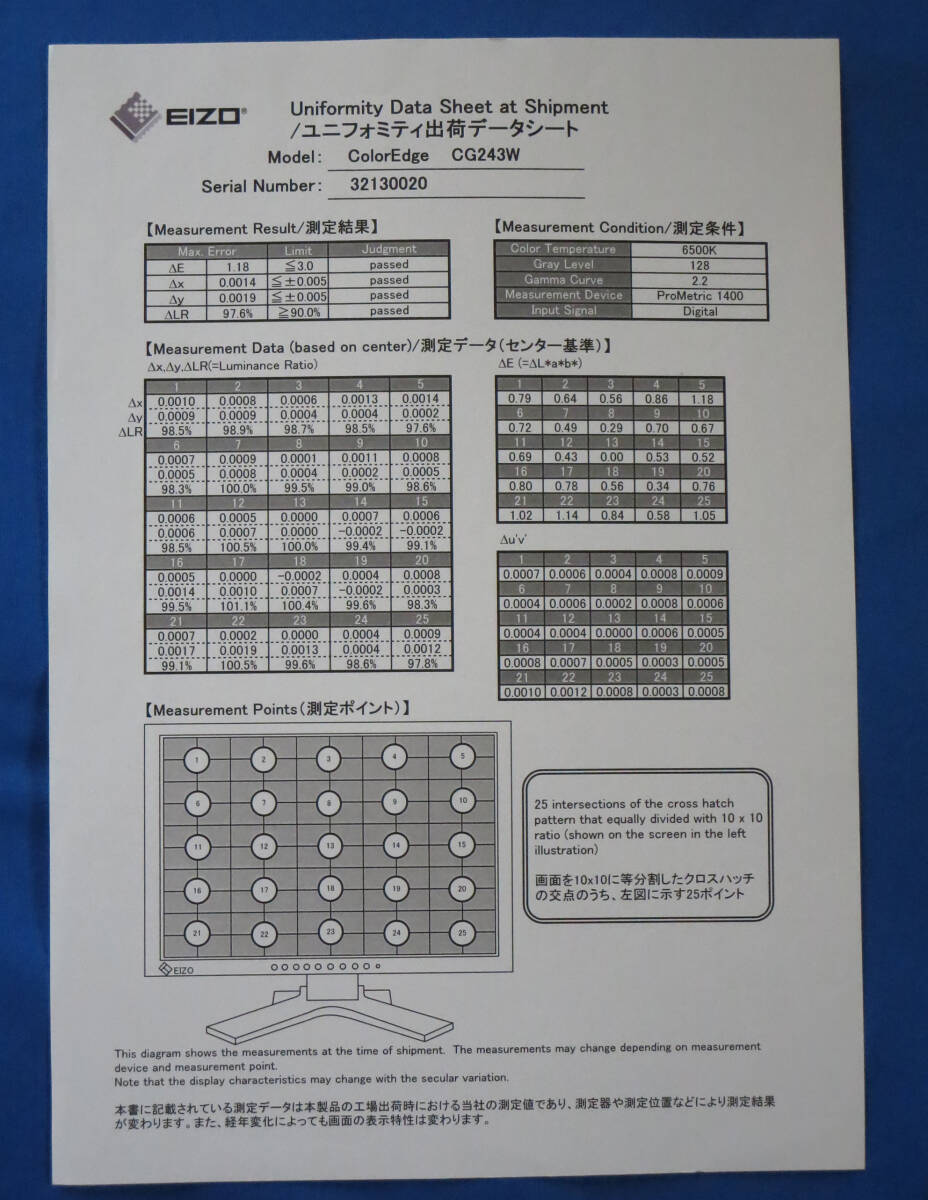 EIZO®
Uniformity Data Sheet at Shipment
/ユニフォミティ出荷データシート
Model: ColorEdge CG243W
Serial Number: 32130020
【Measurement Result/測定結果】
Max. Error Limit Judgment
ΔE 1.18 ≦3.0 passed
Δx 0.0014 ≦±0.005 passed
Δy 0.0019 ≦±0.005 passed
ΔLR 97.6% ≧90.0% passed
【Measurement Condition/測定条件】
Color Temperature 6500K
Gray Level 128
Gamma Curve 2.2
Measurement Device ProMetric 1400
Input Signal Digital
【Measurement Data (based on center)/測定データ(センター基準)】
Δx,Δy,ΔLR(=Luminance Ratio)
1 2 3 4 5
Δx 0.0010 0.0008 0.0006 0.0013 0.0014
Δy 0.0009 0.0009 0.0004 0.0004 0.0002
ΔLR 98.5% 98.9% 98.7% 98.5% 97.6%
6 7 8 9 10
0.0007 0.0009 0.0001 0.0011 0.0008
0.0005 0.0008 0.0004 0.0002 0.0005
98.3% 100.0% 99.5% 99.0% 98.6%
11 12 13 14 15
0.0006 0.0005 0.0000 0.0007 0.0006
0.0006 0.0007 0.0000 -0.0002 -0.0002
98.5% 100.5% 100.0% 99.4% 99.1%
16 17 18 19 20
0.0005 0.0000 -0.0002 0.0004 0.0008
0.0014 0.0010 0.0007 -0.0002 0.0003
99.5% 101.1% 100.4% 99.6% 98.3%
21 22 23 24 25
0.0007 0.0002 0.0000 0.0004 0.0009
0.0017 0.0019 0.0013 0.0004 0.0012
99.1% 100.5% 99.6% 98.6% 97.8%
ΔE (=ΔL*a*b*)
1 2 3 4 5
0.79 0.64 0.56 0.86 1.18
6 7 8 9 10
0.72 0.49 0.29 0.70 0.67
11 12 13 14 15
0.69 0.43 0.00 0.53 0.52
16 17 18 19 20
0.80 0.78 0.56 0.34 0.76
21 22 23 24 25
1.02 1.14 0.84 0.58 1.05
Δu'v'
1 2 3 4 5
0.0007 0.0006 0.0004 0.0008 0.0009
6 7 8 9 10
0.0004 0.0006 0.0002 0.0008 0.0006
11 12 13 14 15
0.0004 0.0004 0.0000 0.0006 0.0005
16 17 18 19 20
0.0008 0.0007 0.0005 0.0003 0.0005
21 22 23 24 25
0.0010 0.0012 0.0008 0.0003 0.0008
【Measurement Points(測定ポイント)】
1 2 3 4 5
6 7 8 9 10
11 12 13 14 15
16 17 18 19 20
21 22 23 24 25
EIZO
25 intersections of the cross hatch
pattern that equally divided with 10 x 10
ratio (shown on the screen in the left
illustration)
画面を10x10に等分割したクロスハッチ
の交点のうち、左図に示す25ポイント
This diagram shows the measurements at the time of shipment. The measurements may change depending on measurement
device and measurement point.
Note that the display characteristics may change with the secular variation.
本書に記載されている測定データは本製品の工場出荷時における当社の測定値であり、測定器や測定位置などにより測定結果
が変わります。また、経年変化によっても画面の表示特性は変わります。